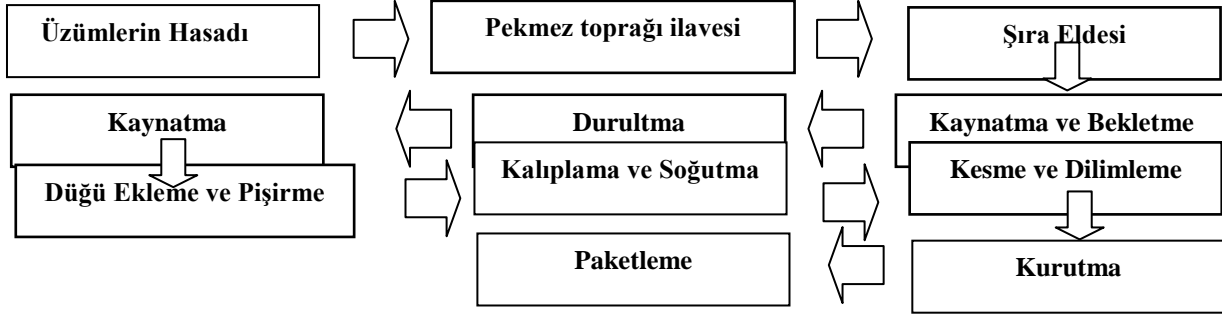 Üzümlerin Hasadı
Pekmez toprağı ilavesi
Şıra Eldesi
Kaynatma ve Bekletme
Durultma
Kaynatma
Düğü Ekleme ve Pişirme
Kalıplama ve Soğutma
Kesme ve Dilimleme
Kurutma
Paketleme